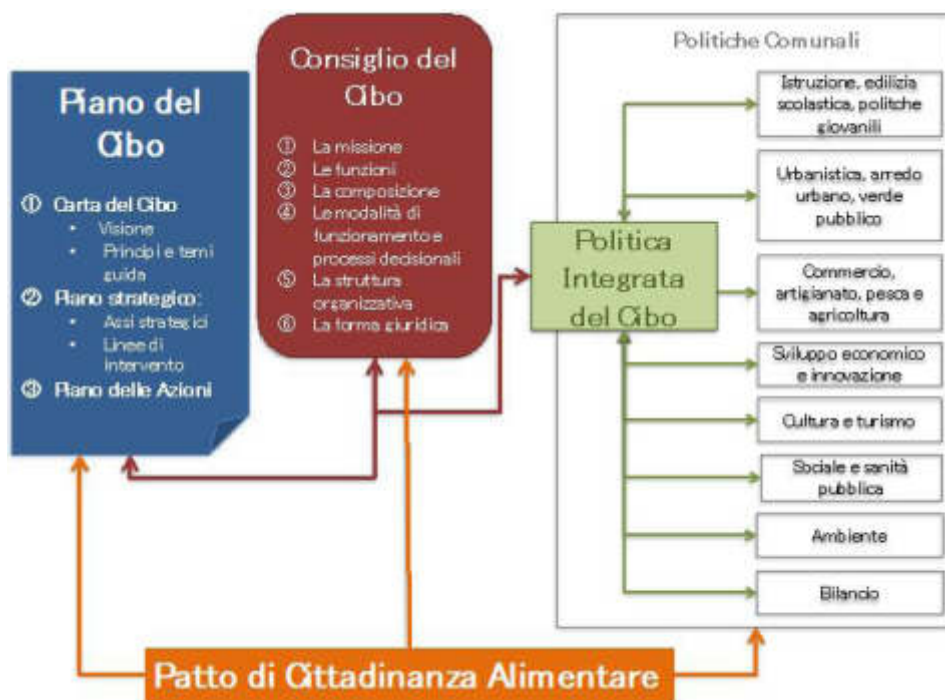 Piano del
Cibo
① Carta del Cibo
• Visione
• Principi e temi
guida
② Piano strategico:
• Assi strategici
• Linee di
intervento
③ Piano delle Azioni
Consiglio del
Cibo
① La missione
② Le funzioni
③ La composizione
④ Le modalità di
funzionamento e
processi decisionali
⑤ La struttura
organizzativa
⑥ La forma giuridica
Politica
Integrata
del Cibo
Politiche Comunali
Istruzione, edilizia
scolastica, politche
giovanili
Urbanistica, arredo
urbano, verde
pubblico
Commercio,
artigianato, pesca e
agricoltura
Sviluppo economico
e innovazione
Cultura e turismo
Sociale e sanità
pubblica
Ambiente
Bilancio
Patto di Cittadinanza Alimentare